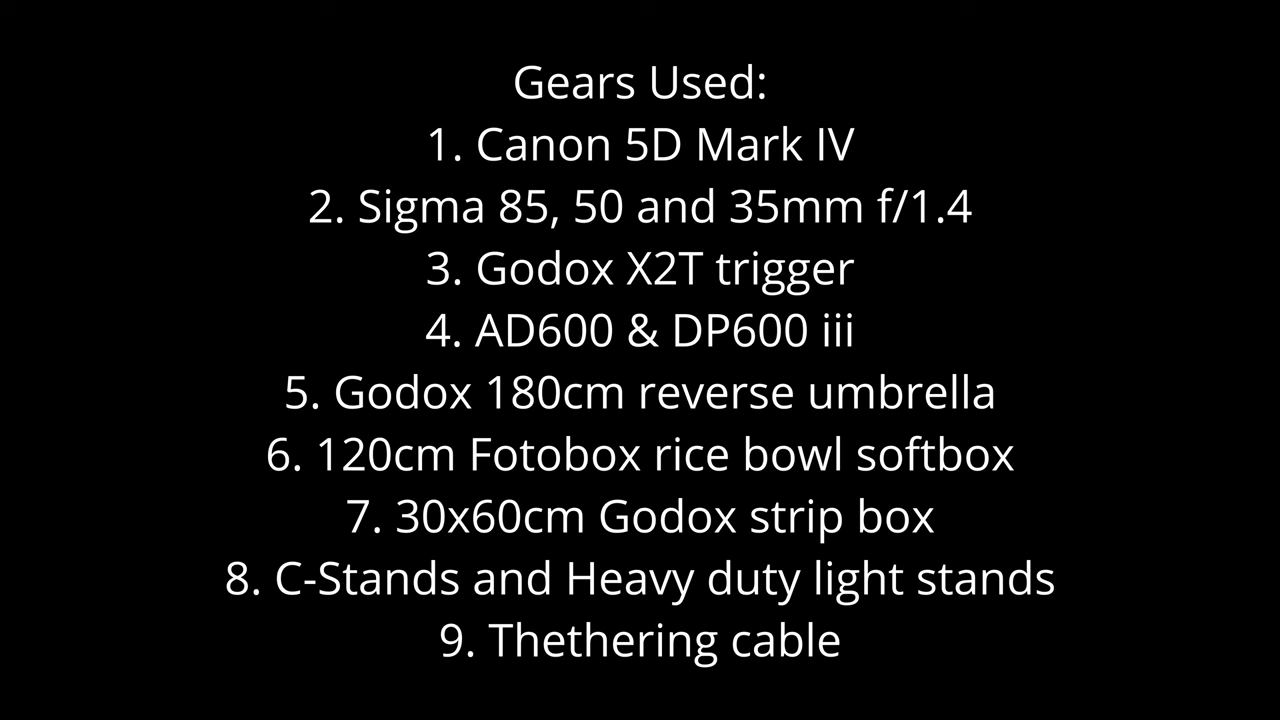 Gears Used:
1. Canon 5D Mark IV
2. Sigma 85, 50 and 35mm f/1.4
3. Godox X2T trigger
4. AD600 & DP600 iii
5. Godox 180cm reverse umbrella
6. 120cm Fotobox rice bowl softbox
7. 30x60cm Godox strip box
8. C-Stands and Heavy duty light stands
9. Thethering cable